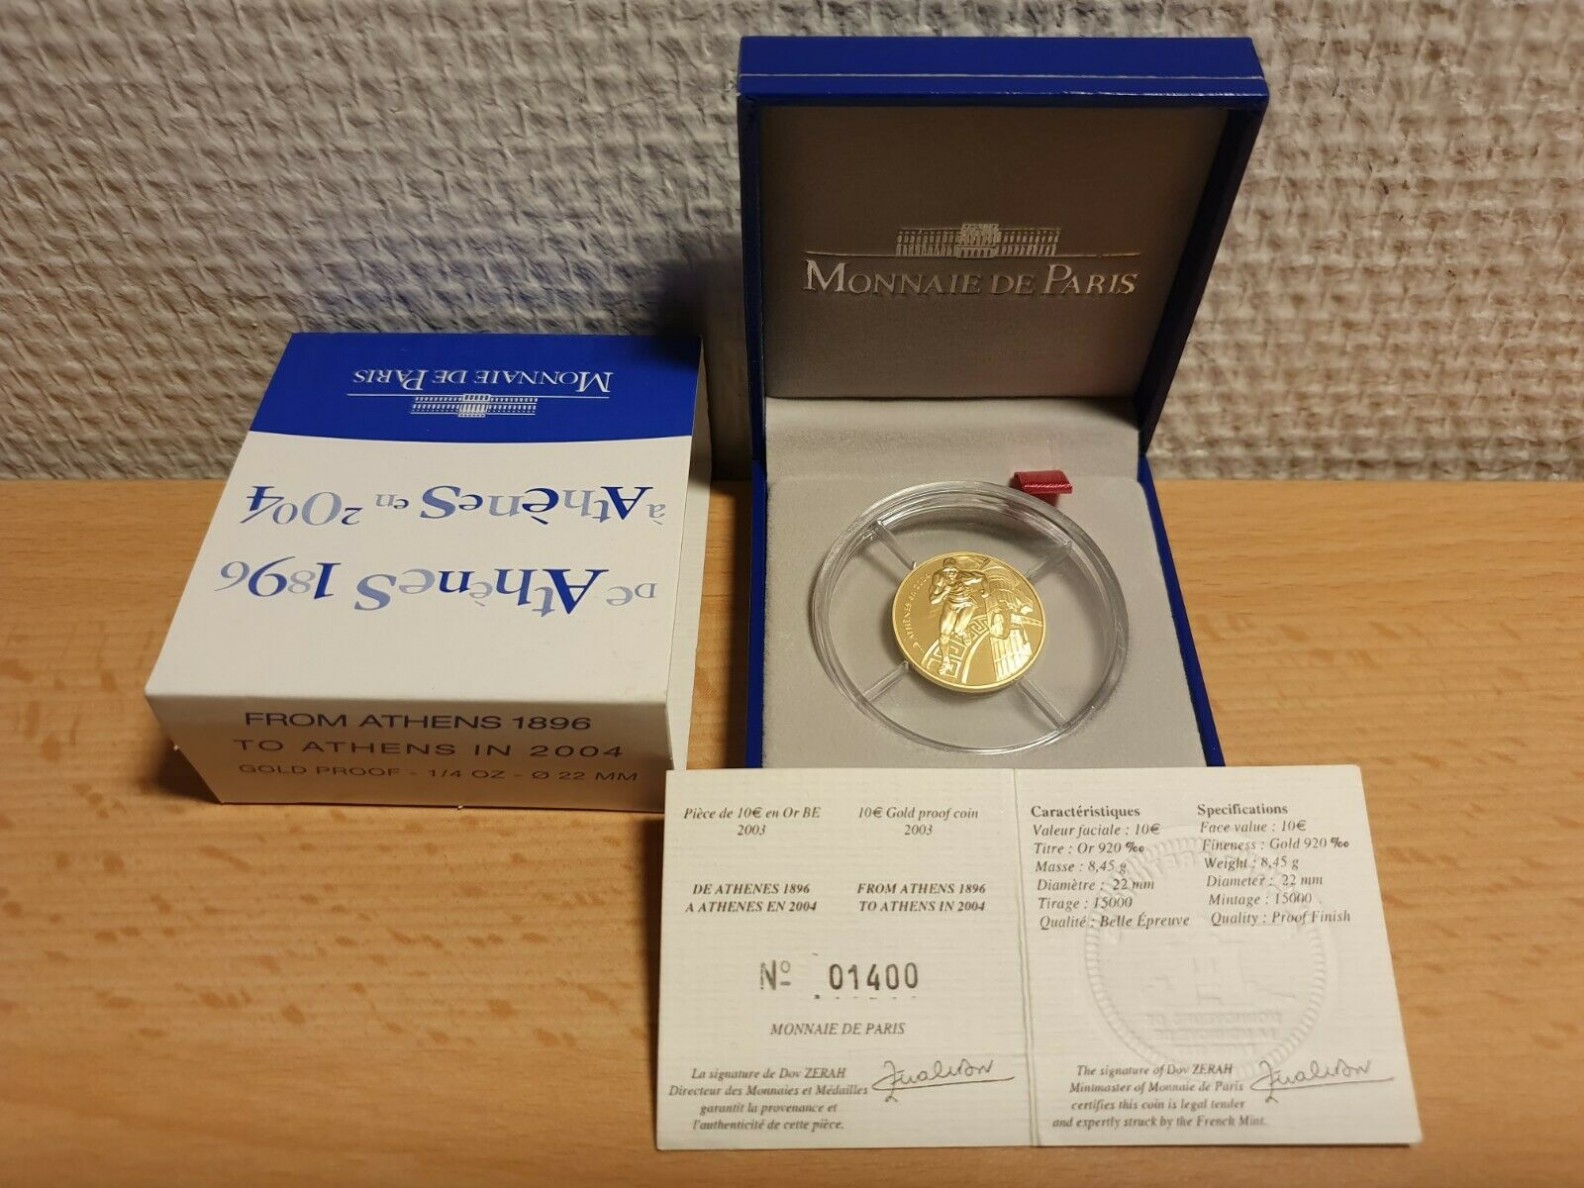 MONNAIE DE PARIS
MONNAIE DE PARIS
DE AthèneS 1896
à AthèneS en 2004
FROM ATHENS 1896
TO ATHENS IN 2004
GOLD PROOF - 1/4 OZ - Ø 22 MM
ATHÈNES
Pièce de 10€ en Or BE
2003
10€ Gold proof coin
2003
DE ATHENES 1896
A ATHENES EN 2004
FROM ATHENS 1896
TO ATHENS IN 2004
Nº 01400
MONNAIE DE PARIS
La signature de Dov ZERAH
Directeur des Monnaies et Médailles
garantit la provenance et
l'authenticité de cette pièce.
Caractéristiques
Valeur faciale : 10€
Titre : Or 920 ‰
Masse : 8,45 g
Diamètre : 22 mm
Tirage : 15000
Qualité : Belle Épreuve
Specifications
Face value : 10€
Fineness : Gold 920 ‰
Weight : 8,45 g
Diameter : 22 mm
Mintage : 15000
Quality : Proof Finish
The signature of Dov ZERAH
Mintmaster of Monnaie de Paris
certifies this coin is legal tender
and expertly struck by the French Mint.